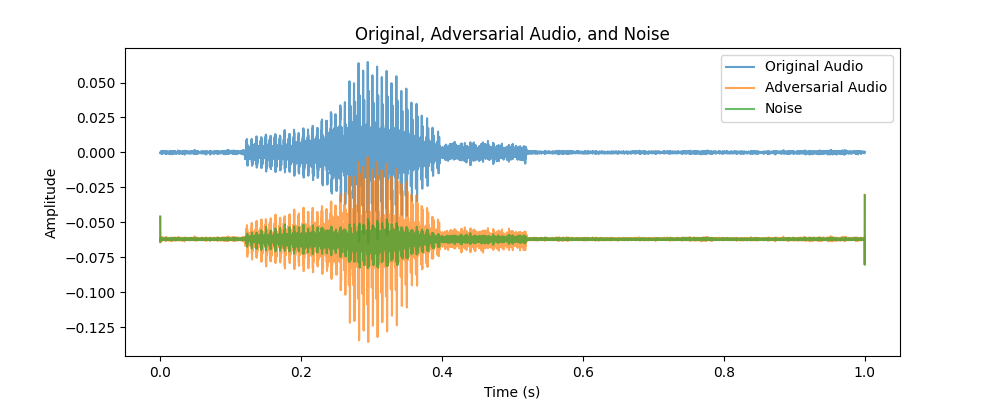 Original, Adversarial Audio, and Noise
Original Audio
Adversarial Audio
Noise
Amplitude
0.050
0.025
0.000
−0.025
−0.050
−0.075
−0.100
−0.125
0.0
0.2
0.4
0.6
0.8
1.0
Time (s)